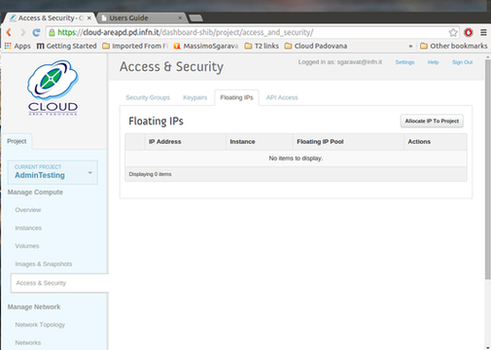 Access & Security - C
Users Guide
https://cloud-areapd.pd.infn.it/dashboard-shib/project/access_and_security/
Apps
Bookmarks
Getting Started
Imported From Fi
MassimoSgarava
T2 links
Cloud Padovana
»
Other bookmarks
CLOUD
AREA PADOVANA
Access & Security
Logged in as: sgaravat@infn.it
Settings
Help
Sign Out
Security Groups
Keypairs
Floating IPs
API Access
Floating IPs
Allocate IP To Project
IP Address
Instance
Floating IP Pool
Actions
No items to display.
Displaying 0 items
Project
CURRENT PROJECT
AdminTesting
Manage Compute
Overview
Instances
Volumes
Images & Snapshots
Access & Security
Manage Network
Network Topology
Networks